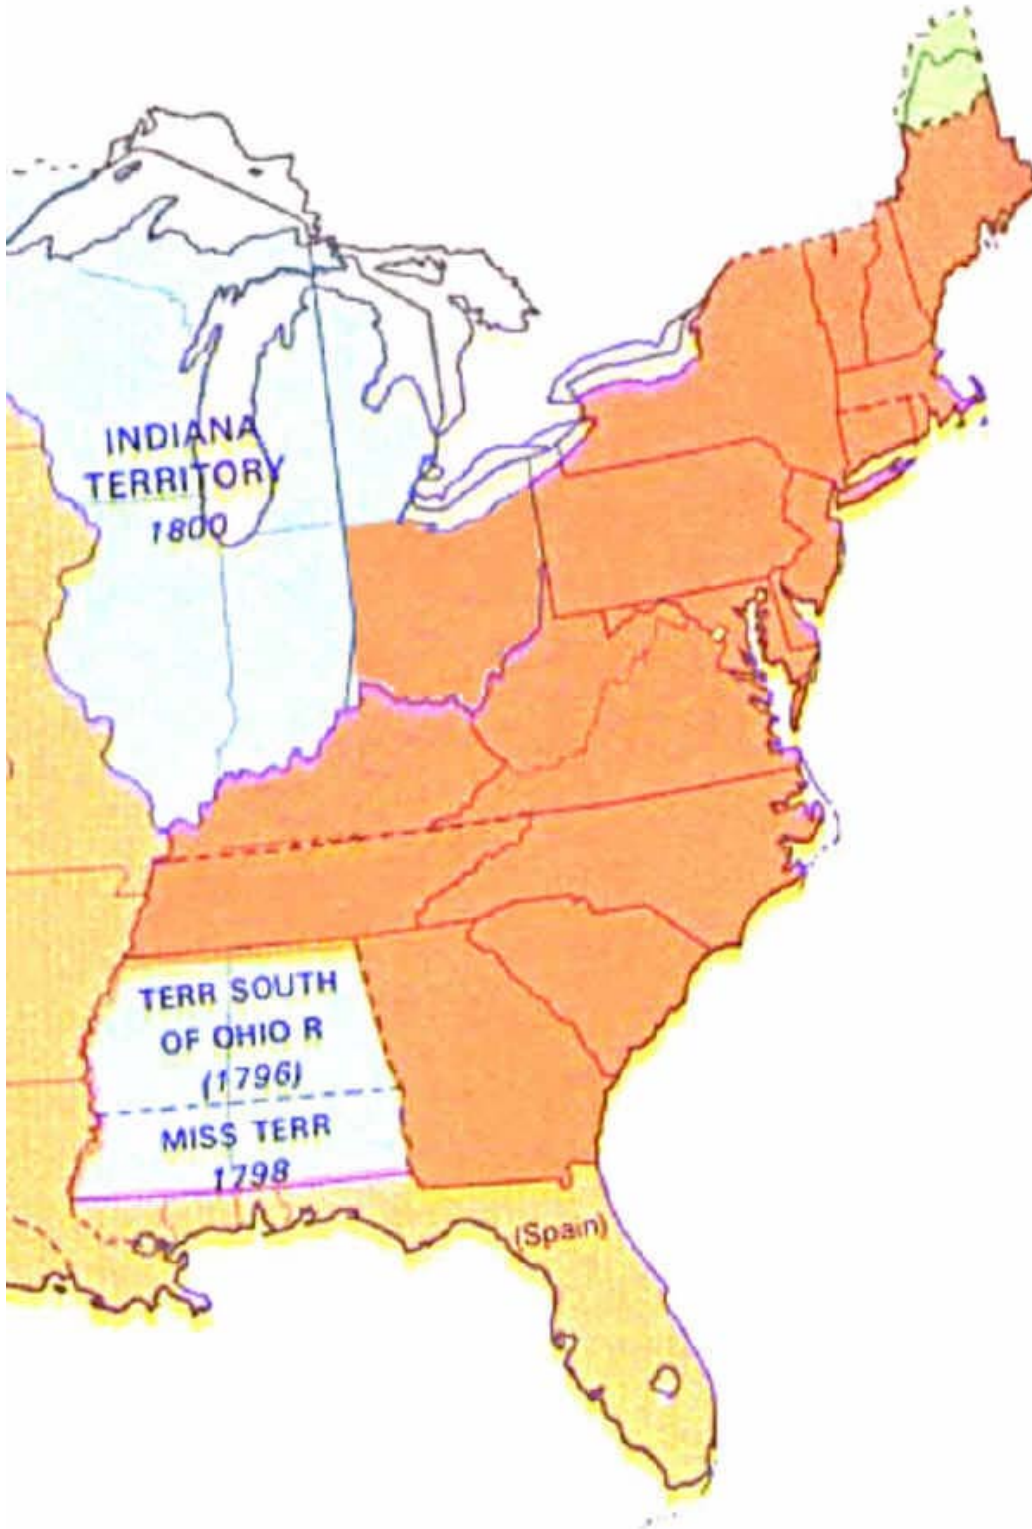 INDIANA
TERRITORY
1800
TERR SOUTH
OF OHIO R
(1796)
MISS TERR
1798
(Spain)